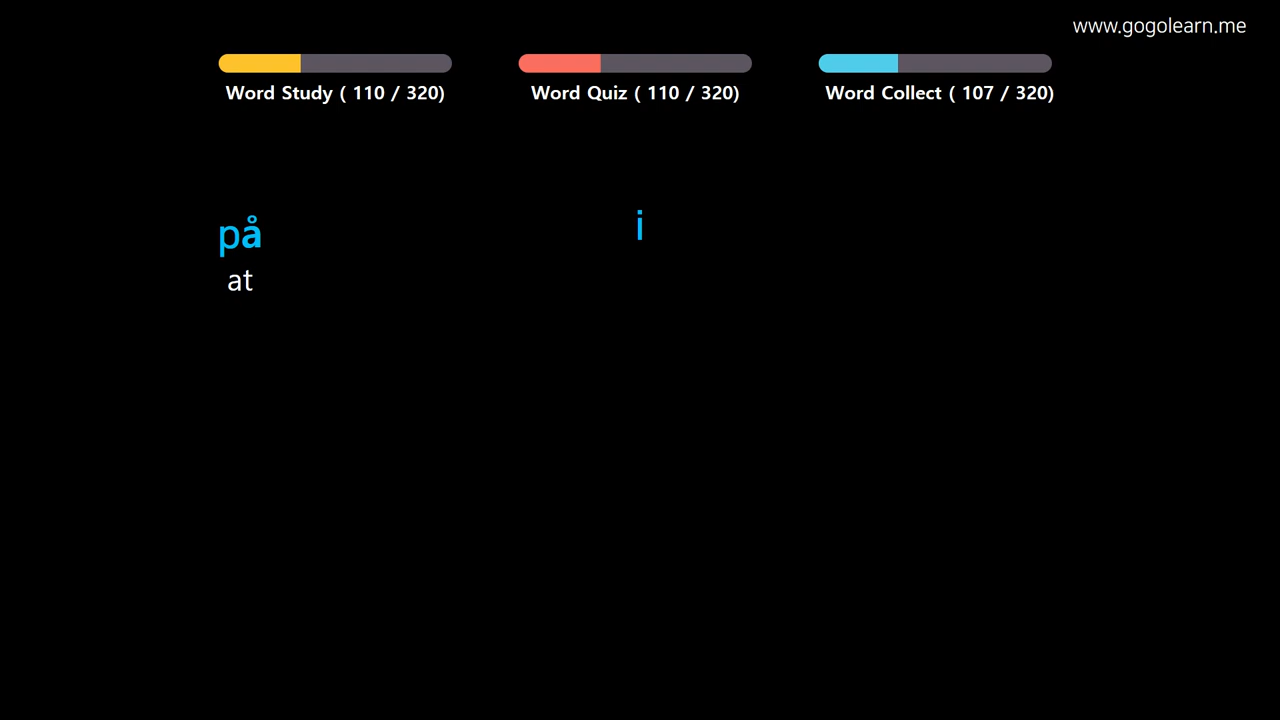 www.gogolearn.me
Word Study ( 110 / 320)
Word Quiz ( 110 / 320)
Word Collect ( 107 / 320)
på
at
i